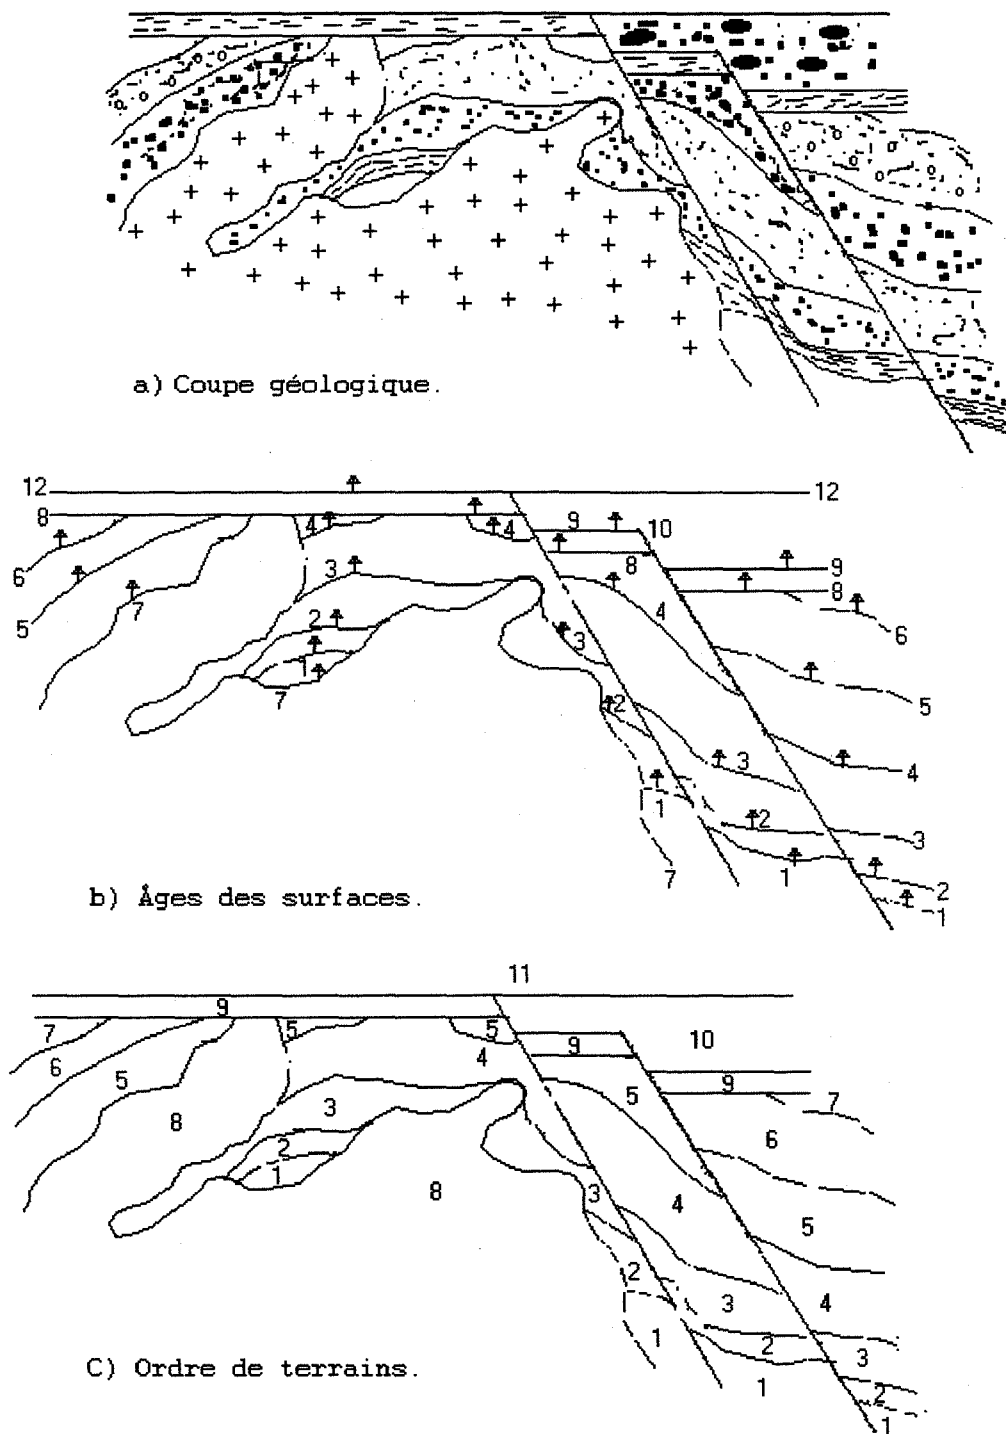 a) Coupe géologique.
12 12
4 4 9 10
8
8
3 9
8
6
2 4
7 3 6
5
1
7 5
2
3 4
1 2 3
7 1 2
1
b) Âges des surfaces.
11
9
7 5 5 10
6 4 9
5 9
3 5 7
8 6
2
1 8 3 4 5
2
3 4
1 2 3
1 2
1
C) Ordre de terrains.